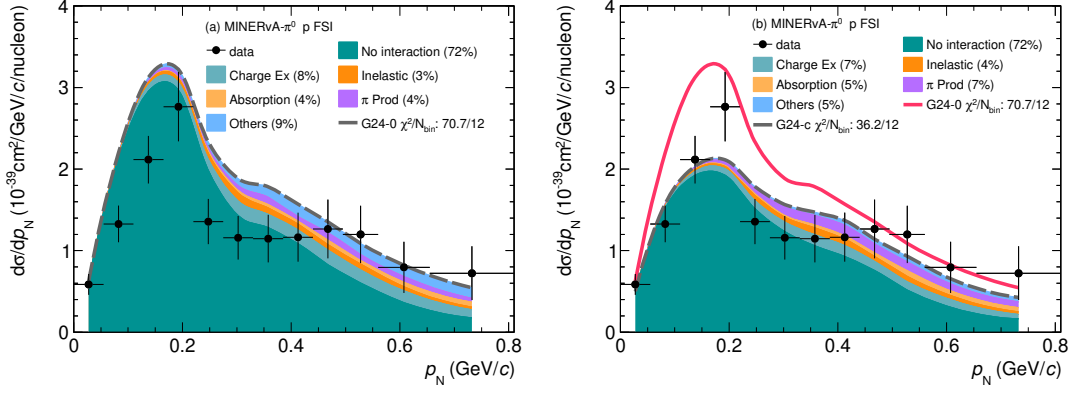 (a) MINERvA-π⁰ p FSI
data
No interaction (72%)
Charge Ex (8%)
Inelastic (3%)
Absorption (4%)
π Prod (4%)
Others (9%)
G24-0 χ²/N_bin: 70.7/12
dσ/dp_N (10⁻³⁹cm²/GeV/c/nucleon)
4
3
2
1
0
0 0.2 0.4 0.6 0.8
p_N (GeV/c)
(b) MINERvA-π⁰ p FSI
data
No interaction (72%)
Charge Ex (7%)
Inelastic (4%)
Absorption (5%)
π Prod (7%)
Others (5%)
G24-0 χ²/N_bin: 70.7/12
G24-c χ²/N_bin: 36.2/12
dσ/dp_N (10⁻³⁹cm²/GeV/c/nucleon)
4
3
2
1
0
0 0.2 0.4 0.6 0.8
p_N (GeV/c)